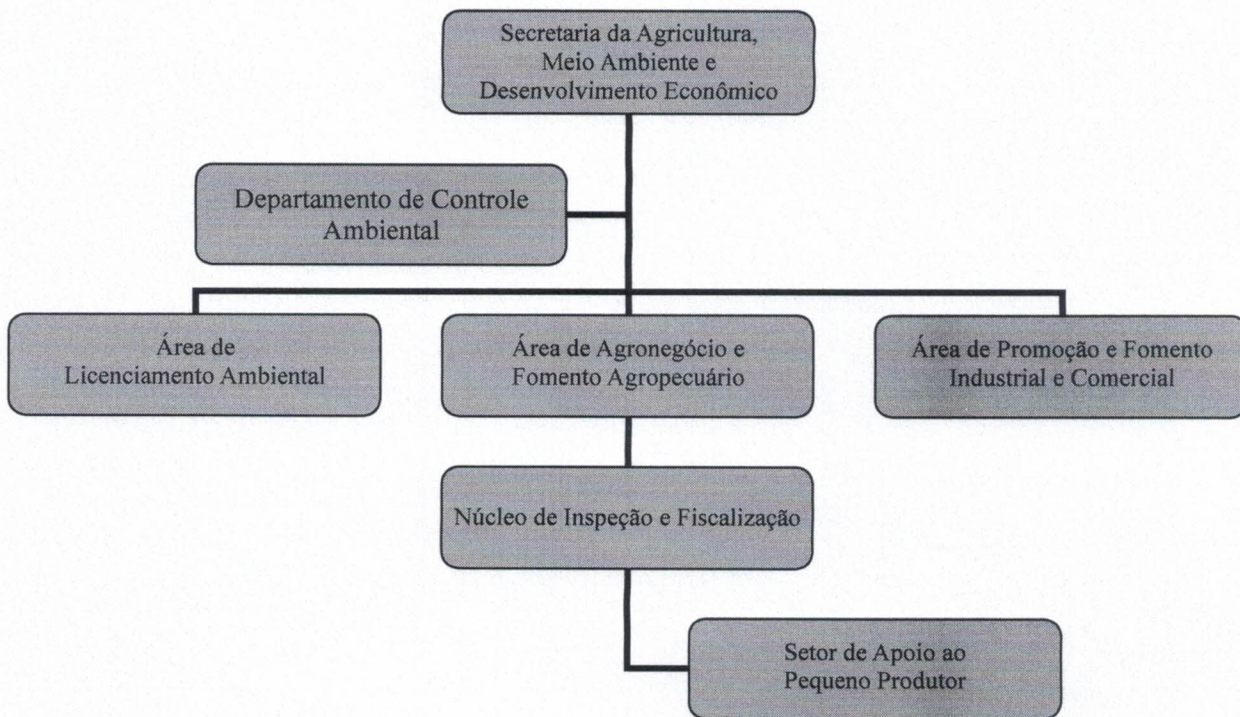 Secretaria da Agricultura,
Meio Ambiente e
Desenvolvimento Econômico
Departamento de Controle
Ambiental
Área de
Licenciamento Ambiental
Área de Agronegócio e
Fomento Agropecuário
Área de Promoção e Fomento
Industrial e Comercial
Núcleo de Inspeção e Fiscalização
Setor de Apoio ao
Pequeno Produtor